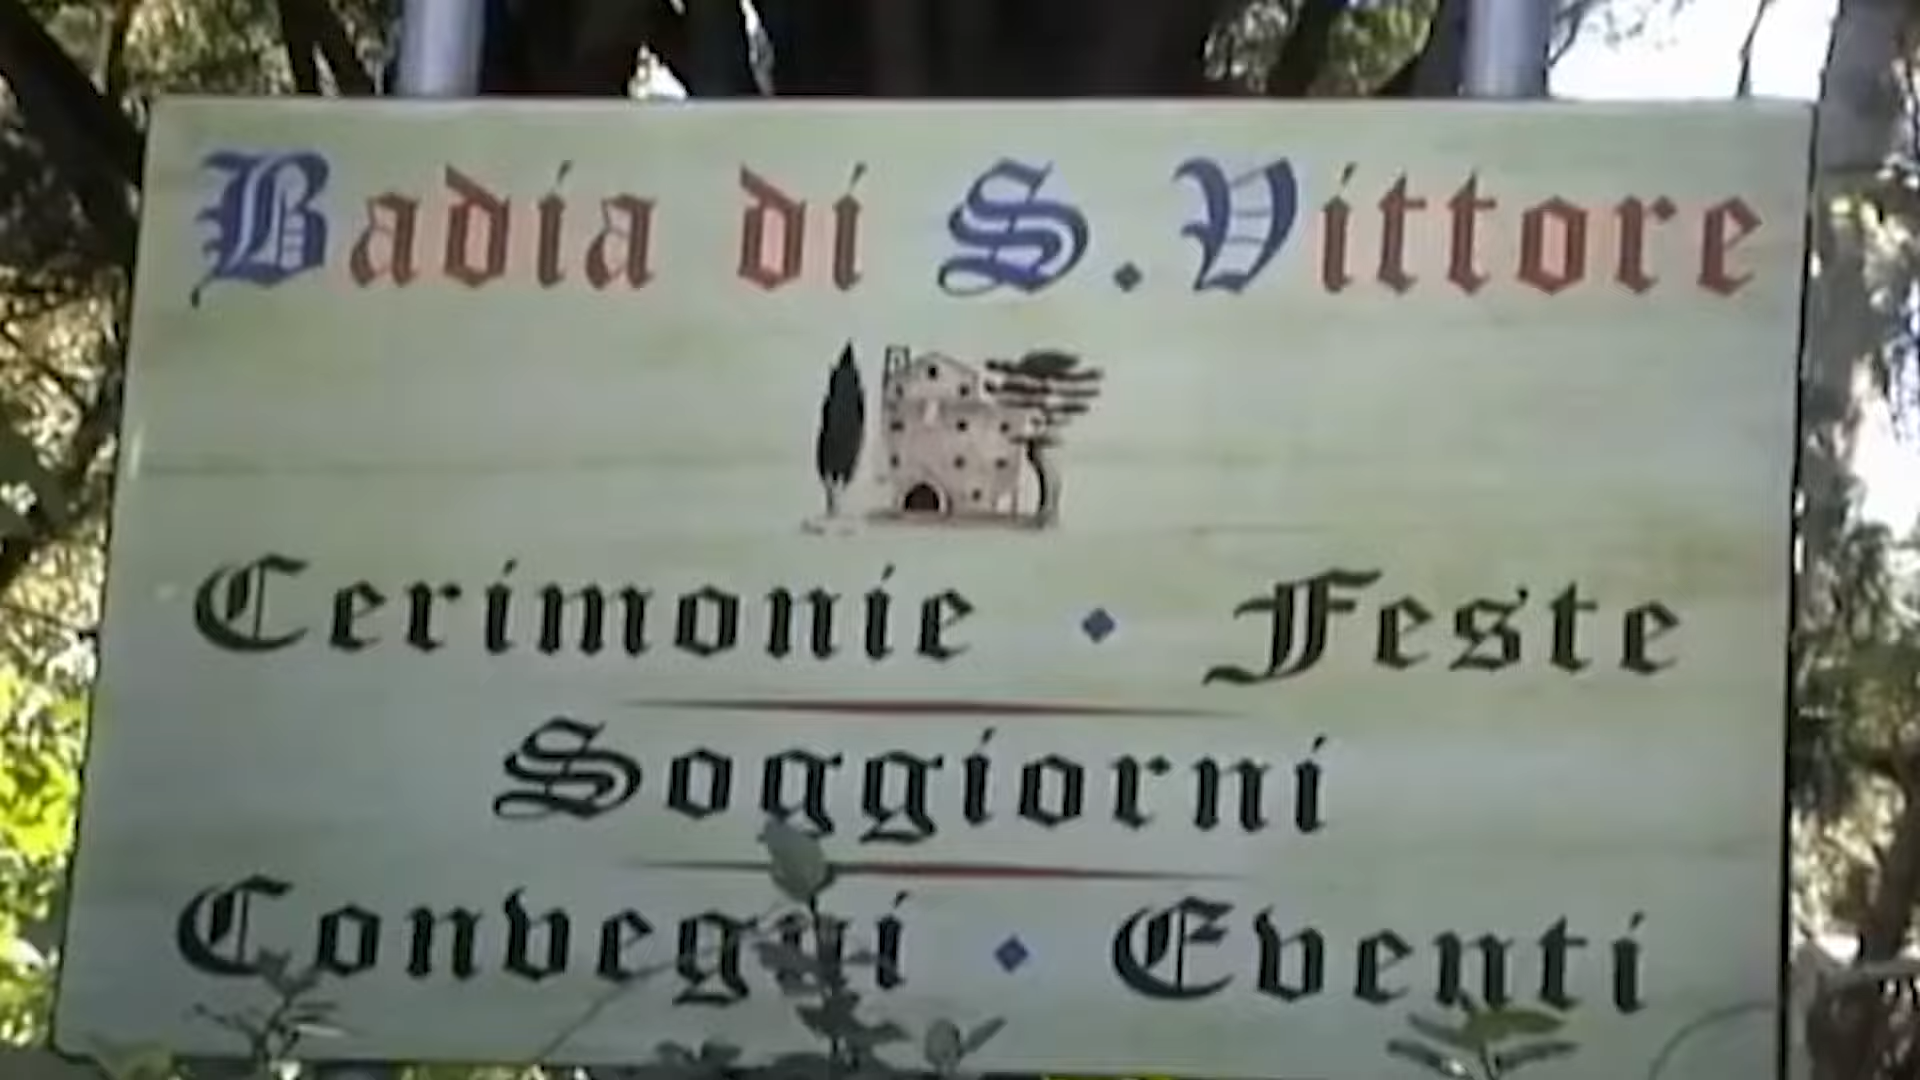 Badia di S. Vittore
Cerimonie · Feste
Soggiorni
Convegni · Eventi